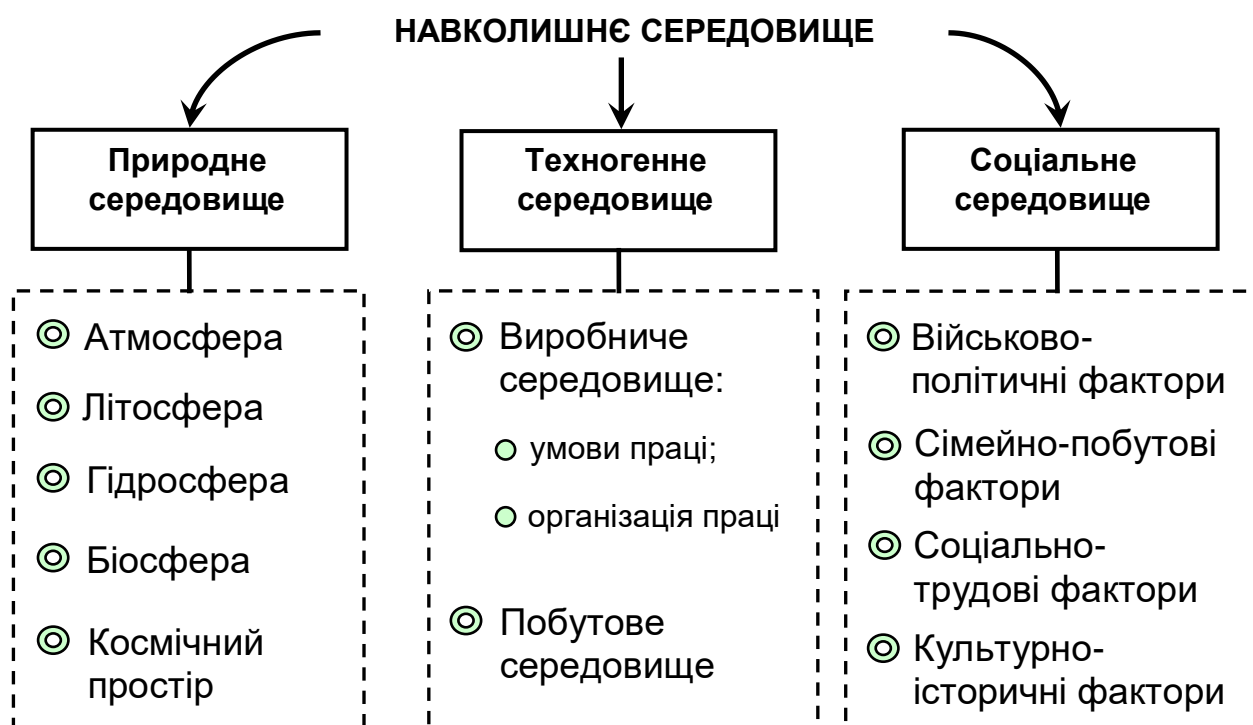 НАВКОЛИШНЄ СЕРЕДОВИЩЕ
Природне
середовище
Атмосфера
Літосфера
Гідросфера
Біосфера
Космічний
простір
Техногенне
середовище
Виробниче
середовище:
умови праці;
організація праці
Побутове
середовище
Соціальне
середовище
Військово-
політичні фактори
Сімейно-побутові
фактори
Соціально-
трудові фактори
Культурно-
історичні фактори